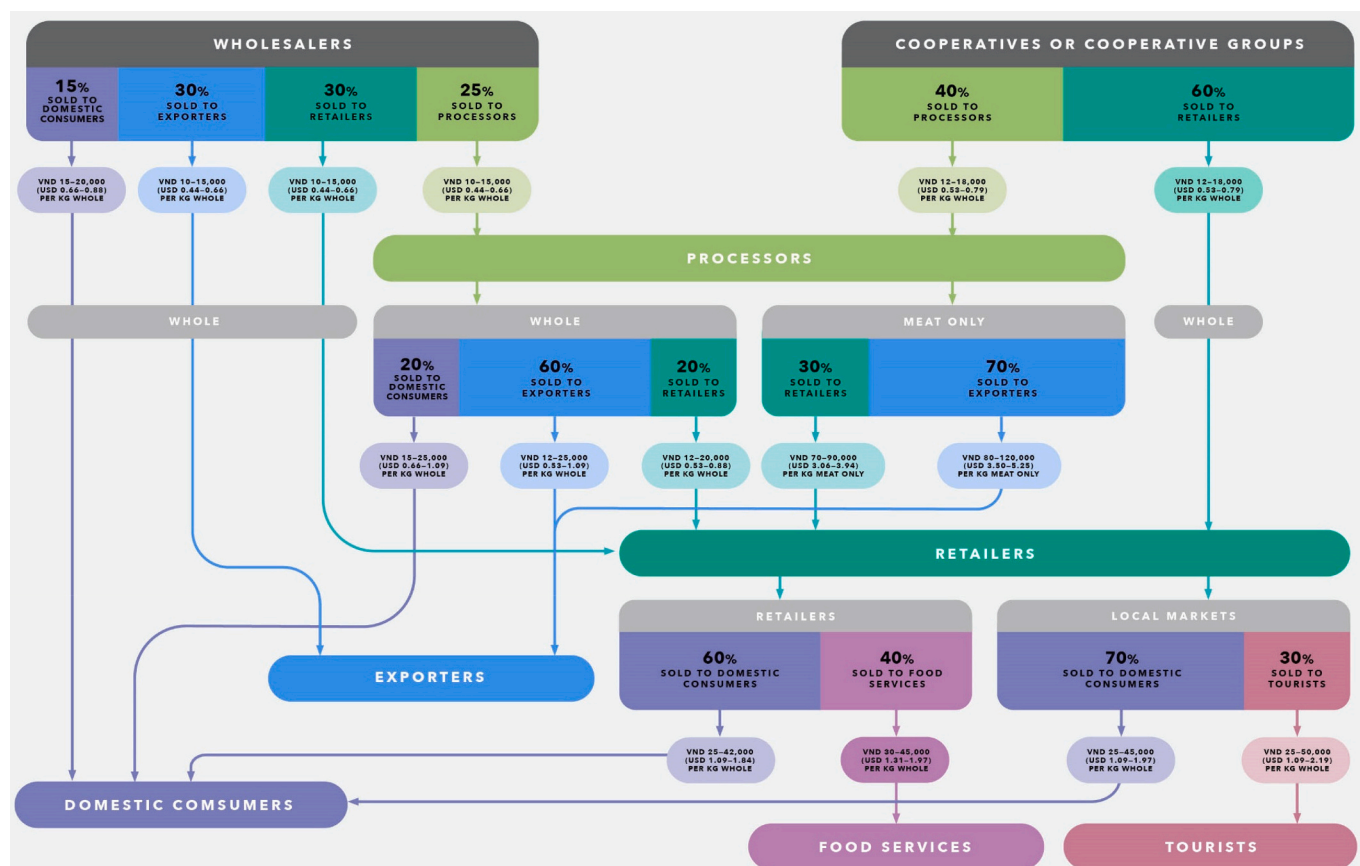 WHOLESALERS
15%
SOLD TO
DOMESTIC
CONSUMERS
30%
SOLD TO
EXPORTERS
30%
SOLD TO
RETAILERS
25%
SOLD TO
PROCESSORS
COOPERATIVES OR COOPERATIVE GROUPS
40%
SOLD TO
PROCESSORS
60%
SOLD TO
RETAILERS
VND 15–20,000
(USD 0.66–0.88)
PER KG WHOLE
VND 10–15,000
(USD 0.44–0.66)
PER KG WHOLE
VND 10–15,000
(USD 0.44–0.66)
PER KG WHOLE
VND 10–15,000
(USD 0.44–0.66)
PER KG WHOLE
VND 12–18,000
(USD 0.53–0.79)
PER KG WHOLE
VND 12–18,000
(USD 0.53–0.79)
PER KG WHOLE
PROCESSORS
WHOLE
WHOLE
MEAT ONLY
WHOLE
20%
SOLD TO
DOMESTIC
CONSUMERS
60%
SOLD TO
EXPORTERS
20%
SOLD TO
RETAILERS
30%
SOLD TO
RETAILERS
70%
SOLD TO
EXPORTERS
VND 15–25,000
(USD 0.66–1.09)
PER KG WHOLE
VND 12–25,000
(USD 0.53–1.09)
PER KG WHOLE
VND 12–20,000
(USD 0.53–0.88)
PER KG WHOLE
VND 70–90,000
(USD 3.06–3.94)
PER KG MEAT ONLY
VND 80–120,000
(USD 3.50–5.25)
PER KG MEAT ONLY
RETAILERS
RETAILERS
LOCAL MARKETS
60%
SOLD TO DOMESTIC
CONSUMERS
40%
SOLD TO FOOD
SERVICES
70%
SOLD TO DOMESTIC
CONSUMERS
30%
SOLD TO
TOURISTS
EXPORTERS
VND 25–42,000
(USD 1.09–1.84)
PER KG WHOLE
VND 30–45,000
(USD 1.31–1.97)
PER KG WHOLE
VND 25–45,000
(USD 1.09–1.97)
PER KG WHOLE
VND 25–50,000
(USD 1.09–2.19)
PER KG WHOLE
DOMESTIC COMSUMERS
FOOD SERVICES
TOURISTS